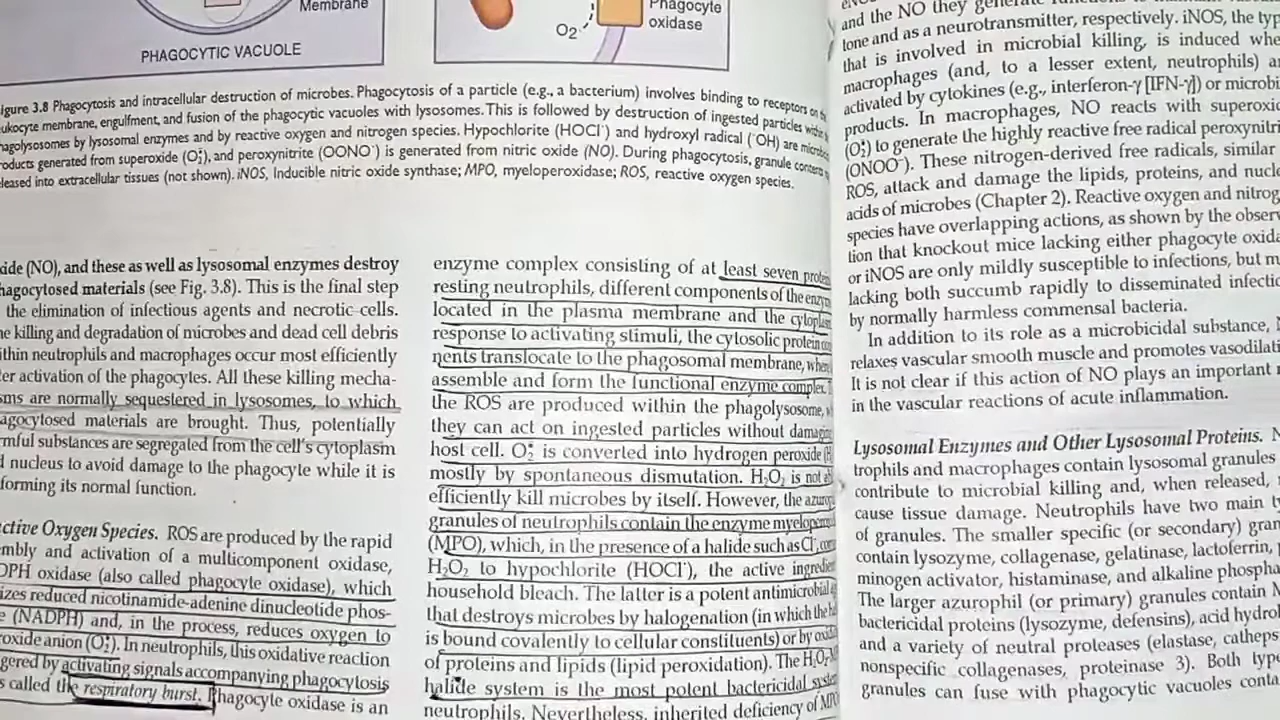 Membrane
PHAGOCYTIC VACUOLE
O2
Phagocyte
oxidase
igure 3.8 Phagocytosis and intracellular destruction of microbes. Phagocytosis of a particle (e.g., a bacterium) involves binding to receptors on the
ukocyte membrane, engulfment, and fusion of the phagocytic vacuoles with lysosomes. This is followed by destruction of ingested particles within
hagolysosomes by lysosomal enzymes and by reactive oxygen and nitrogen species. Hypochlorite (HOCl⁻) and hydroxyl radical (˙OH) are
roducts generated from superoxide (O₂˙), and peroxynitrite (OONO⁻) is generated from nitric oxide (NO). During phagocytosis, granule
eleased into extracellular tissues (not shown). iNOS, Inducible nitric oxide synthase; MPO, myeloperoxidase; ROS, reactive oxygen species.
xide (NO), and these as well as lysosomal enzymes destroy
hagocytosed materials (see Fig. 3.8). This is the final step
the elimination of infectious agents and necrotic cells.
he killing and degradation of microbes and dead cell debris
ithin neutrophils and macrophages occur most efficiently
ter activation of the phagocytes. All these killing mecha-
sms are normally sequestered in lysosomes, to which
agocytosed materials are brought. Thus, potentially
rmful substances are segregated from the cell's cytoplasm
d nucleus to avoid damage to the phagocyte while it is
forming its normal function.
ctive Oxygen Species. ROS are produced by the rapid
mbly and activation of a multicomponent oxidase,
DPH oxidase (also called phagocyte oxidase), which
izes reduced nicotinamide-adenine dinucleotide phos-
e (NADPH) and, in the process, reduces oxygen to
oxide anion (O₂˙). In neutrophils, this oxidative reaction
gered by activating signals accompanying phagocytosis
s called the respiratory burst. Phagocyte oxidase is an
enzyme complex consisting of at least seven
resting neutrophils, different components of the
located in the plasma membrane and the
response to activating stimuli, the cytosolic protein
nents translocate to the phagosomal membrane,
assemble and form the functional enzyme complex.
the ROS are produced within the phagolysosome,
they can act on ingested particles without
host cell. O₂˙ is converted into hydrogen peroxide
mostly by spontaneous dismutation. H₂O₂ is not
efficiently kill microbes by itself. However, the
granules of neutrophils contain the enzyme
(MPO), which, in the presence of a halide such as Cl⁻,
H₂O₂ to hypochlorite (HOCl˙),  the active
household bleach. The latter is a potent antimicrobial
that destroys microbes by halogenation (in which the
is bound covalently to cellular constituents) or by
of proteins and lipids (lipid peroxidation). The
halide system is the most potent bactericidal
neutrophils. Nevertheless, inherited deficiency of MPO
and the NO they
tone and as a neurotransmitter, respectively. iNOS, the typ
that is involved in microbial killing, is induced whe
macrophages (and, to a lesser extent, neutrophils) a
activated by cytokines (e.g., interferon-γ [IFN-γ]) or microbi
products. In macrophages, NO reacts with superoxi
(O₂˙) to generate the highly reactive free radical peroxynitri
(ONOO⁻). These nitrogen-derived free radicals, similar
ROS, attack and damage the lipids, proteins, and nucle
acids of microbes (Chapter 2). Reactive oxygen and nitrog
species have overlapping actions, as shown by the observ
tion that knockout mice lacking either phagocyte oxida
or iNOS are only mildly susceptible to infections, but m
lacking both succumb rapidly to disseminated infectio
by normally harmless commensal bacteria.
In addition to its role as a microbicidal substance,
relaxes vascular smooth muscle and promotes vasodilati
It is not clear if this action of NO plays an important
in the vascular reactions of acute inflammation.
Lysosomal Enzymes and Other Lysosomal Proteins. N
trophils and macrophages contain lysosomal granules
contribute to microbial killing and, when released,
cause tissue damage. Neutrophils have two main t
of granules. The smaller specific (or secondary) gran
contain lysozyme, collagenase, gelatinase, lactoferrin,
minogen activator, histaminase, and alkaline phospha
The larger azurophil (or primary) granules contain
bactericidal proteins (lysozyme, defensins), acid hydro
and a variety of neutral proteases (elastase, catheps
nonspecific collagenases, proteinase 3). Both type
granules can fuse with phagocytic vacuoles conta